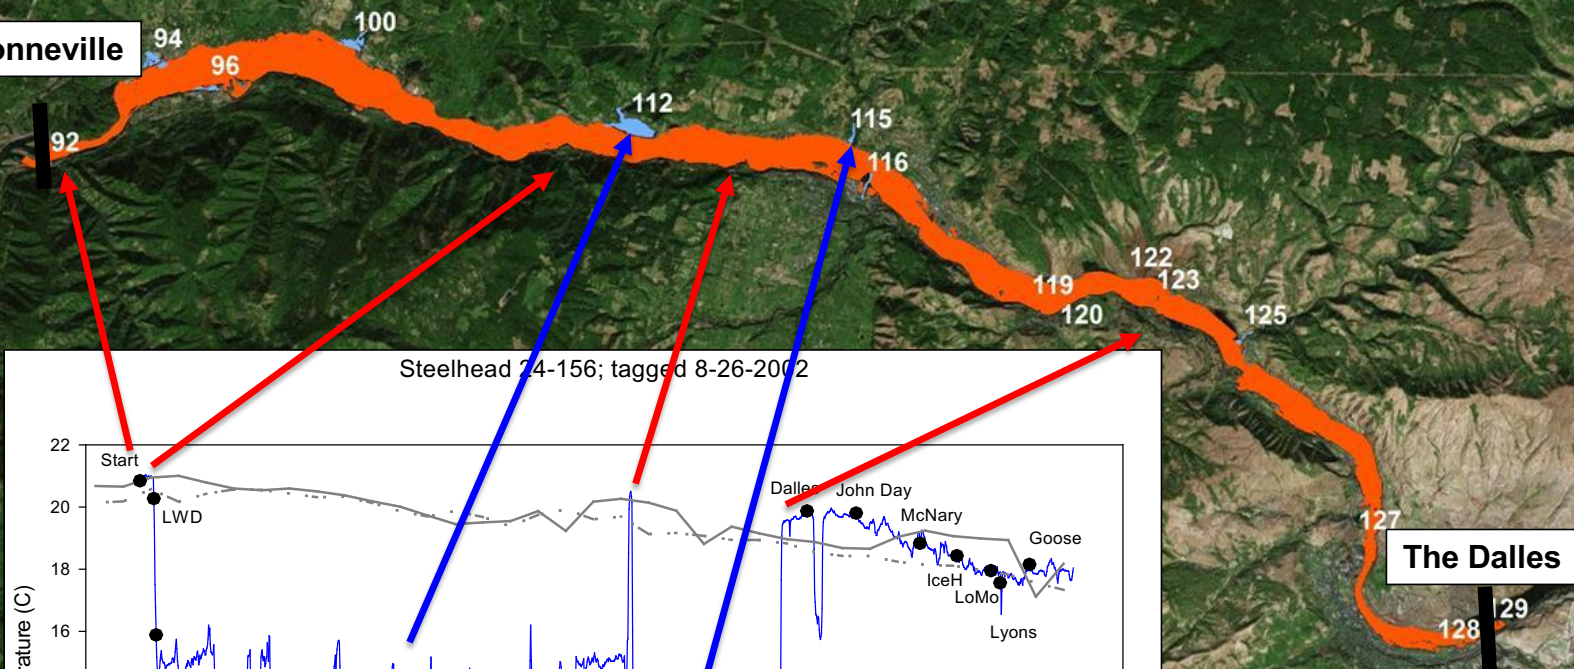 100
94
onneville
96
112
115
92
116
122
119
123
120
125
Steelhead 24-156; tagged 8-26-2002
22
Start
Dalles
John Day
20
LWD
McNary
127
Goose
The Dalles
18
IceH
LoMo
129
128
Lyons
16
rature (C)